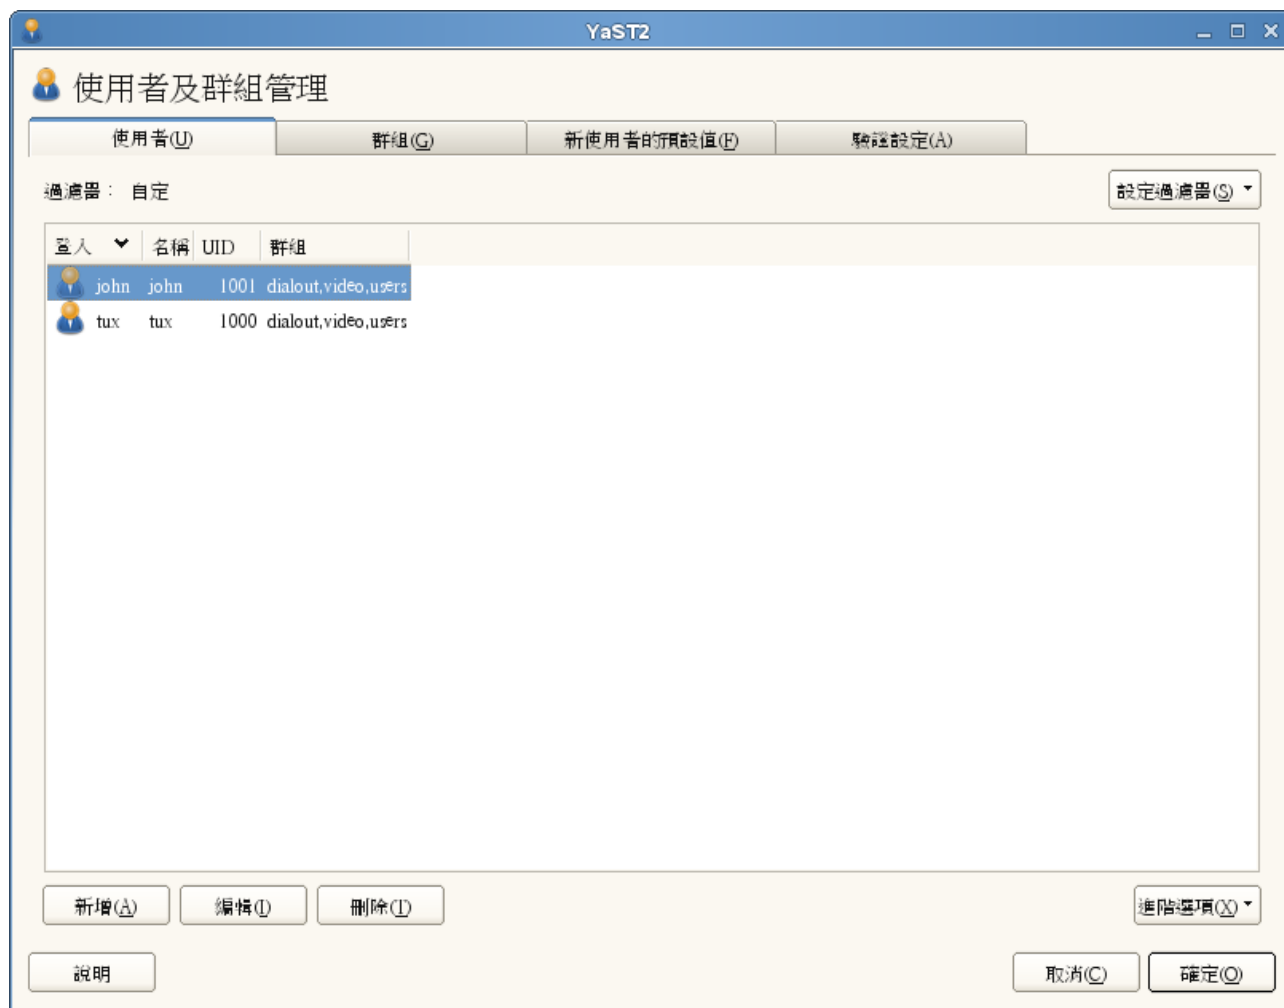 YaST2
使用者及群組管理
使用者(U) 群組(G) 新使用者的預設值(F) 驗證設定(A)
過濾器： 自定 設定過濾器(S)
登入 名稱 UID 群組
john john 1001 dialout,video,users
tux tux 1000 dialout,video,users
新增(A) 編輯(I) 刪除(T) 進階選項(X)
說明 取消(C) 確定(O)